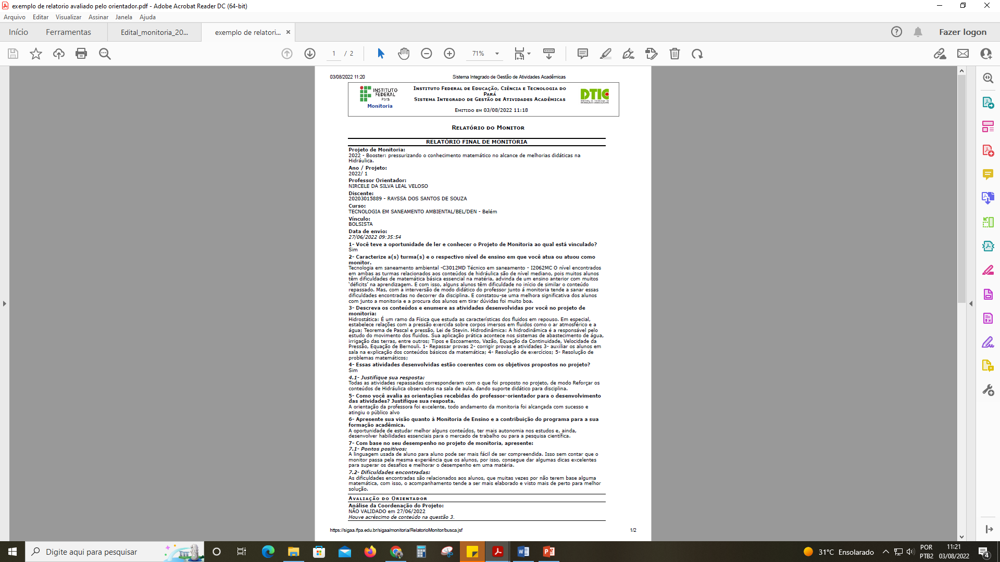 exemplo de relatorio avaliado pelo orientador.pdf - Adobe Acrobat Reader DC (64-bit)
Arquivo Editar Visualizar Assinar Janela Ajuda
Início Ferramentas Edital_monitoria_20... exemplo de relatori... × Fazer logon
1 / 2 71%
03/08/2022 11:20 Sistema Integrado de Gestão de Atividades Acadêmicas
INSTITUTO FEDERAL Pará
Monitoria
Instituto Federal de Educação, Ciência e Tecnologia do
Pará
Sistema Integrado de Gestão de Atividades Acadêmicas
Emitido em 03/08/2022 11:18
DTIC
Relatório do Monitor
RELATÓRIO FINAL DE MONITORIA
Projeto de Monitoria:
2022 - Booster: pressurizando o conhecimento matemático no alcance de melhorias didáticas na
Hidráulica.
Ano / Projeto:
2022/ 1
Professor Orientador:
NIRCELE DA SILVA LEAL VELOSO
Discente:
20203015889 - RAYSSA DOS SANTOS DE SOUZA
Curso:
TECNOLOGIA EM SANEAMENTO AMBIENTAL/BEL/DEN - Belém
Vínculo:
BOLSISTA
Data de envio:
27/06/2022 09:35:54
1- Você teve a oportunidade de ler e conhecer o Projeto de Monitoria ao qual está vinculado?
Sim
2- Caracterize a(s) turma(s) e o respectivo nível de ensino em que você atua ou atuou como
monitor.
Tecnologia em saneamento ambiental -C3012MD Técnico em saneamento - I2062MC O nível encontrados
em ambas as turmas relacionados aos conteúdos de hidráulica são de nível mediano, pois muitos alunos
têm dificuldades de matemática básica essencial na matéria, advinda de um ensino anterior com muitos
'déficits' na aprendizagem. E com isso, alguns alunos têm dificuldade no início de similar o conteúdo
repassado. Mas, com a interversão de modo didático do professor junto á monitoria tende a sanar essas
dificuldades encontradas no decorrer da disciplina. E constatou-se uma melhora significativa dos alunos
com junto a monitoria e a procura dos alunos em tirar dúvidas foi muito boa.
3- Descreva os conteúdos e enumere as atividades desenvolvidas por você no projeto de
monitoria:
Hidrostática: É um ramo da Física que estuda as características dos fluidos em repouso. Em especial,
estabelece relações com a pressão exercida sobre corpos imersos em fluidos como o ar atmosférico e a
água; Teorema de Pascal e pressão, Lei de Stevin. Hidrodinâmica: A hidrodinâmica é a responsável pelo
estudo do movimento dos fluidos. Sua aplicação prática acontece nos sistemas de abastecimento de água,
irrigação das terras, entre outros; Tipos e Escoamento, Vazão, Equação da Continuidade, Velocidade da
Pressão, Equação de Bernouli. 1- Repassar provas 2- corrigir provas e atividades 3- auxiliar os alunos em
sala na explicação dos conteúdos básicos da matemática; 4- Resolução de exercícios; 5- Resolução de
problemas matemáticos;
4- Essas atividades desenvolvidas estão coerentes com os objetivos propostos no projeto?
Sim
4.1- Justifique sua resposta:
Todas as atividades repassadas corresponderam com o que foi proposto no projeto, de modo Reforçar os
conteúdos de Hidráulica observados na sala de aula, dando suporte didático para disciplina.
5- Como você avalia as orientações recebidas do professor-orientador para o desenvolvimento
das atividades? Justifique sua resposta.
A orientação da professora foi excelente, todo andamento da monitoria foi alcançada com sucesso e
atingiu o público alvo
6- Apresente sua visão quanto à Monitoria de Ensino e a contribuição do programa para a sua
formação acadêmica.
A oportunidade de estudar melhor alguns conteúdos, ter mais autonomia nos estudos e, ainda,
desenvolver habilidades essenciais para o mercado de trabalho ou para a pesquisa científica.
7- Com base no seu desempenho no projeto de monitoria, apresente:
7.1- Pontos positivos:
A linguagem usada de aluno para aluno pode ser mais fácil de ser compreendida. Isso sem contar que o
monitor passa pela mesma experiência que os alunos, por isso, consegue dar algumas dicas excelentes
para superar os desafios e melhorar o desempenho em uma matéria.
7.2- Dificuldades encontradas:
As dificuldades encontradas são relacionados aos alunos, que muitas vezes por não terem base alguma
matemática, com isso, o acompanhamento tende a ser mais elaborado e visto mais de perto para melhor
solução.
Avaliação do Orientador
Análise da Coordenação do Projeto:
NÃO VALIDADO em 27/06/2022
Houve acréscimo de conteúdo na questão 3.
https://sigaa.ifpa.edu.br/sigaa/monitoria/RelatorioMonitor/busca.jsf 1/2
Digite aqui para pesquisar
31°C Ensolarado
POR
PTB2
11:21
03/08/2022
4